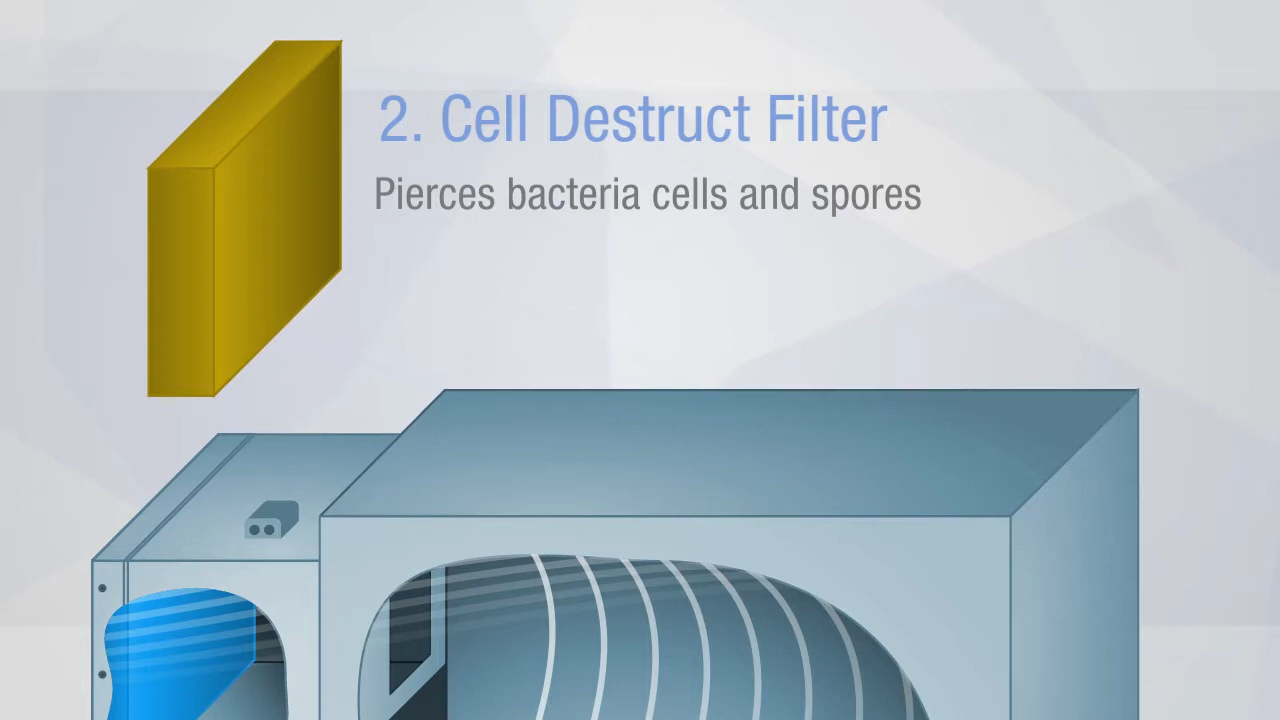 2. Cell Destruct Filter
Pierces bacteria cells and spores